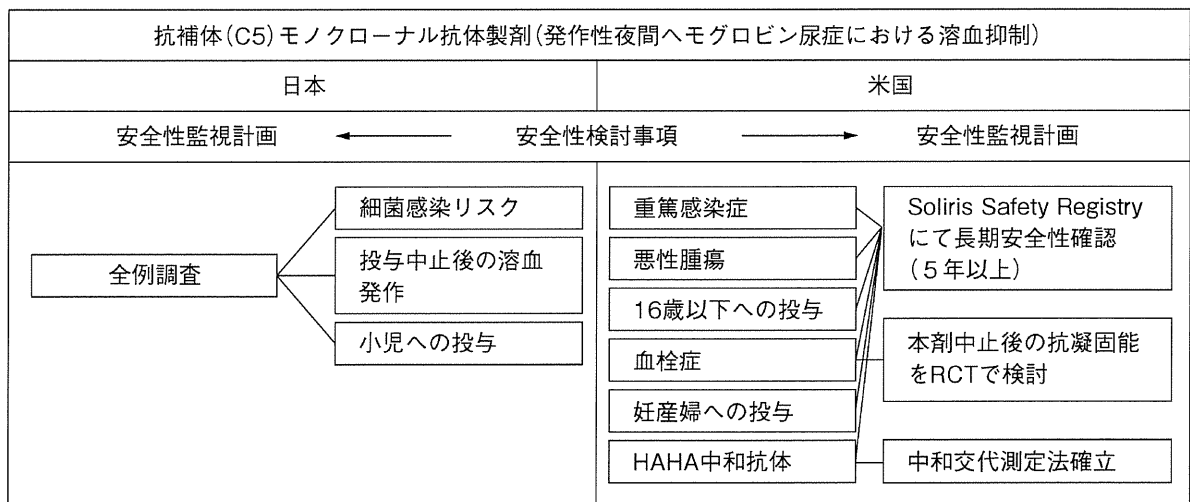 抗補体(C5)モノクローナル抗体製剤(発作性夜間ヘモグロビン尿症における溶血抑制)
日本
米国
安全性監視計画
安全性検討事項
安全性監視計画
全例調査
細菌感染リスク
投与中止後の溶血
発作
小児への投与
重篤感染症
悪性腫瘍
16歳以下への投与
血栓症
妊産婦への投与
HAHA中和抗体
Soliris Safety Registry
にて長期安全性確認
(5年以上)
本剤中止後の抗凝固能
をRCTで検討
中和交代測定法確立